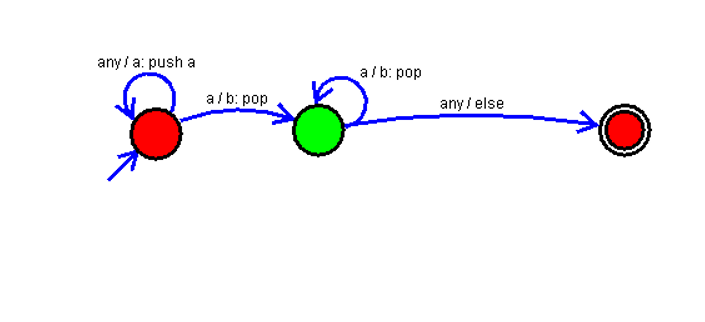 any / a: push a
a / b: pop
a / b: pop
any / else